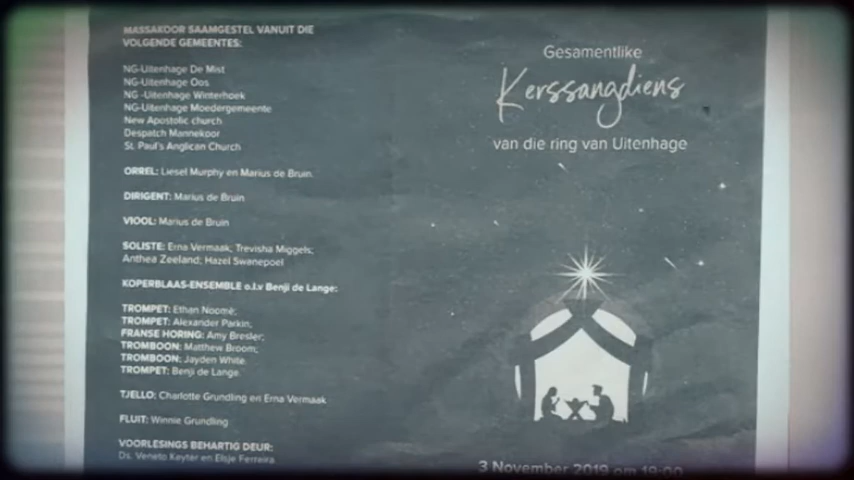 MASSAKOOR SAAMGESTEL VANUIT DIE
VOLGENDE GEMEENTES:
NG-Uitenhage De Mist
NG-Uitenhage Oos
NG -Uitenhage Winterhoek
NG-Uitenhage Moedergemeente
New Apostolic church
Despatch Mannekoor
St. Paul's Anglican Church
ORREL: Liesel Murphy en Marius de Bruin.
DIRIGENT: Marius de Bruin
VIOOL: Marius de Bruin
SOLISTE: Erna Vermaak; Trevisha Miggels;
Anthea Zeeland; Hazel Swanepoel
KOPERBLAAS-ENSEMBLE o.l.v Benji de Lange:
TROMPET: Ethan Noomé;
TROMPET: Alexander Parkin;
FRANSE HORING: Amy Bresler;
TROMBOON: Matthew Broom;
TROMBOON: Jayden White.
TROMPET: Benji de Lange.
TJELLO: Charlotte Grundling en Erna Vermaak
FLUIT: Winnie Grundling
VOORLESINGS BEHARTIG DEUR:
Ds. Veneto Keyter en Elsje Ferreira
Gesamentlike
Kerssangdiens
van die ring van Uitenhage
3 November 2019 om 19:00